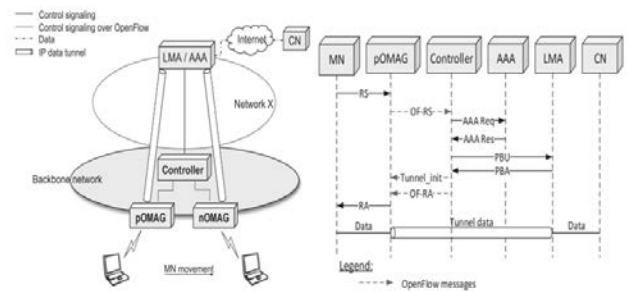 Control signaling
Control signaling over OpenFlow
Data
IP data tunnel
LMA / AAA
Internet
CN
Network X
Backbone network
Controller
pOMAG
nOMAG
MN movement
MN
pOMAG
Controller
AAA
LMA
CN
RS
OF-RS
AAA Req
AAA Res
PBU
PBA
Tunnel_init
OF-RA
RA
Data
Tunnel data
Data
Legend:
OpenFlow messages